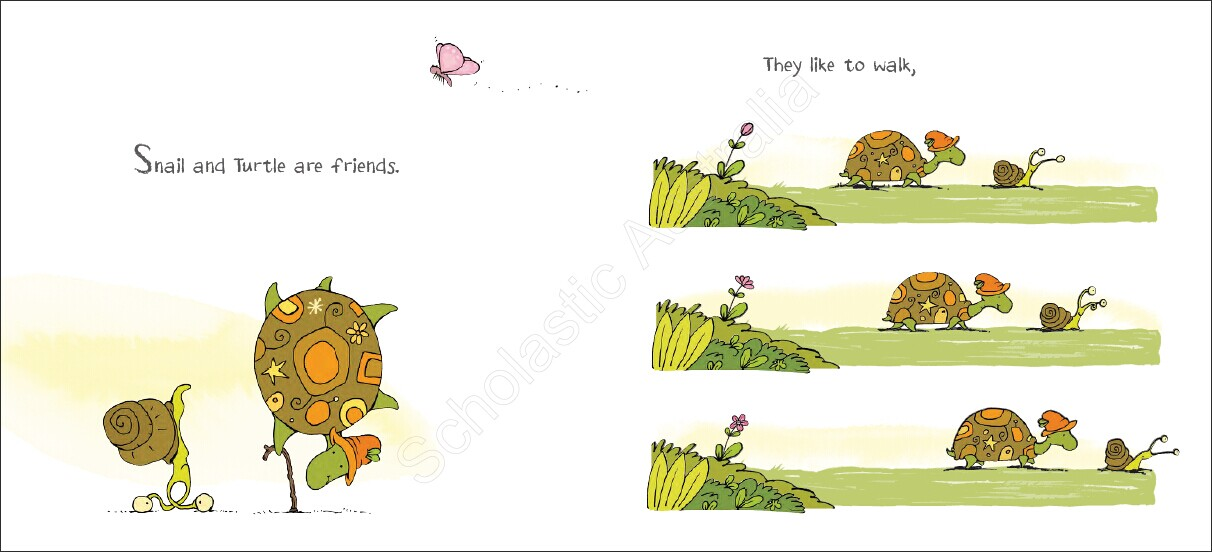 Snail and Turtle are friends.
They like to walk,
Scholastic Australia